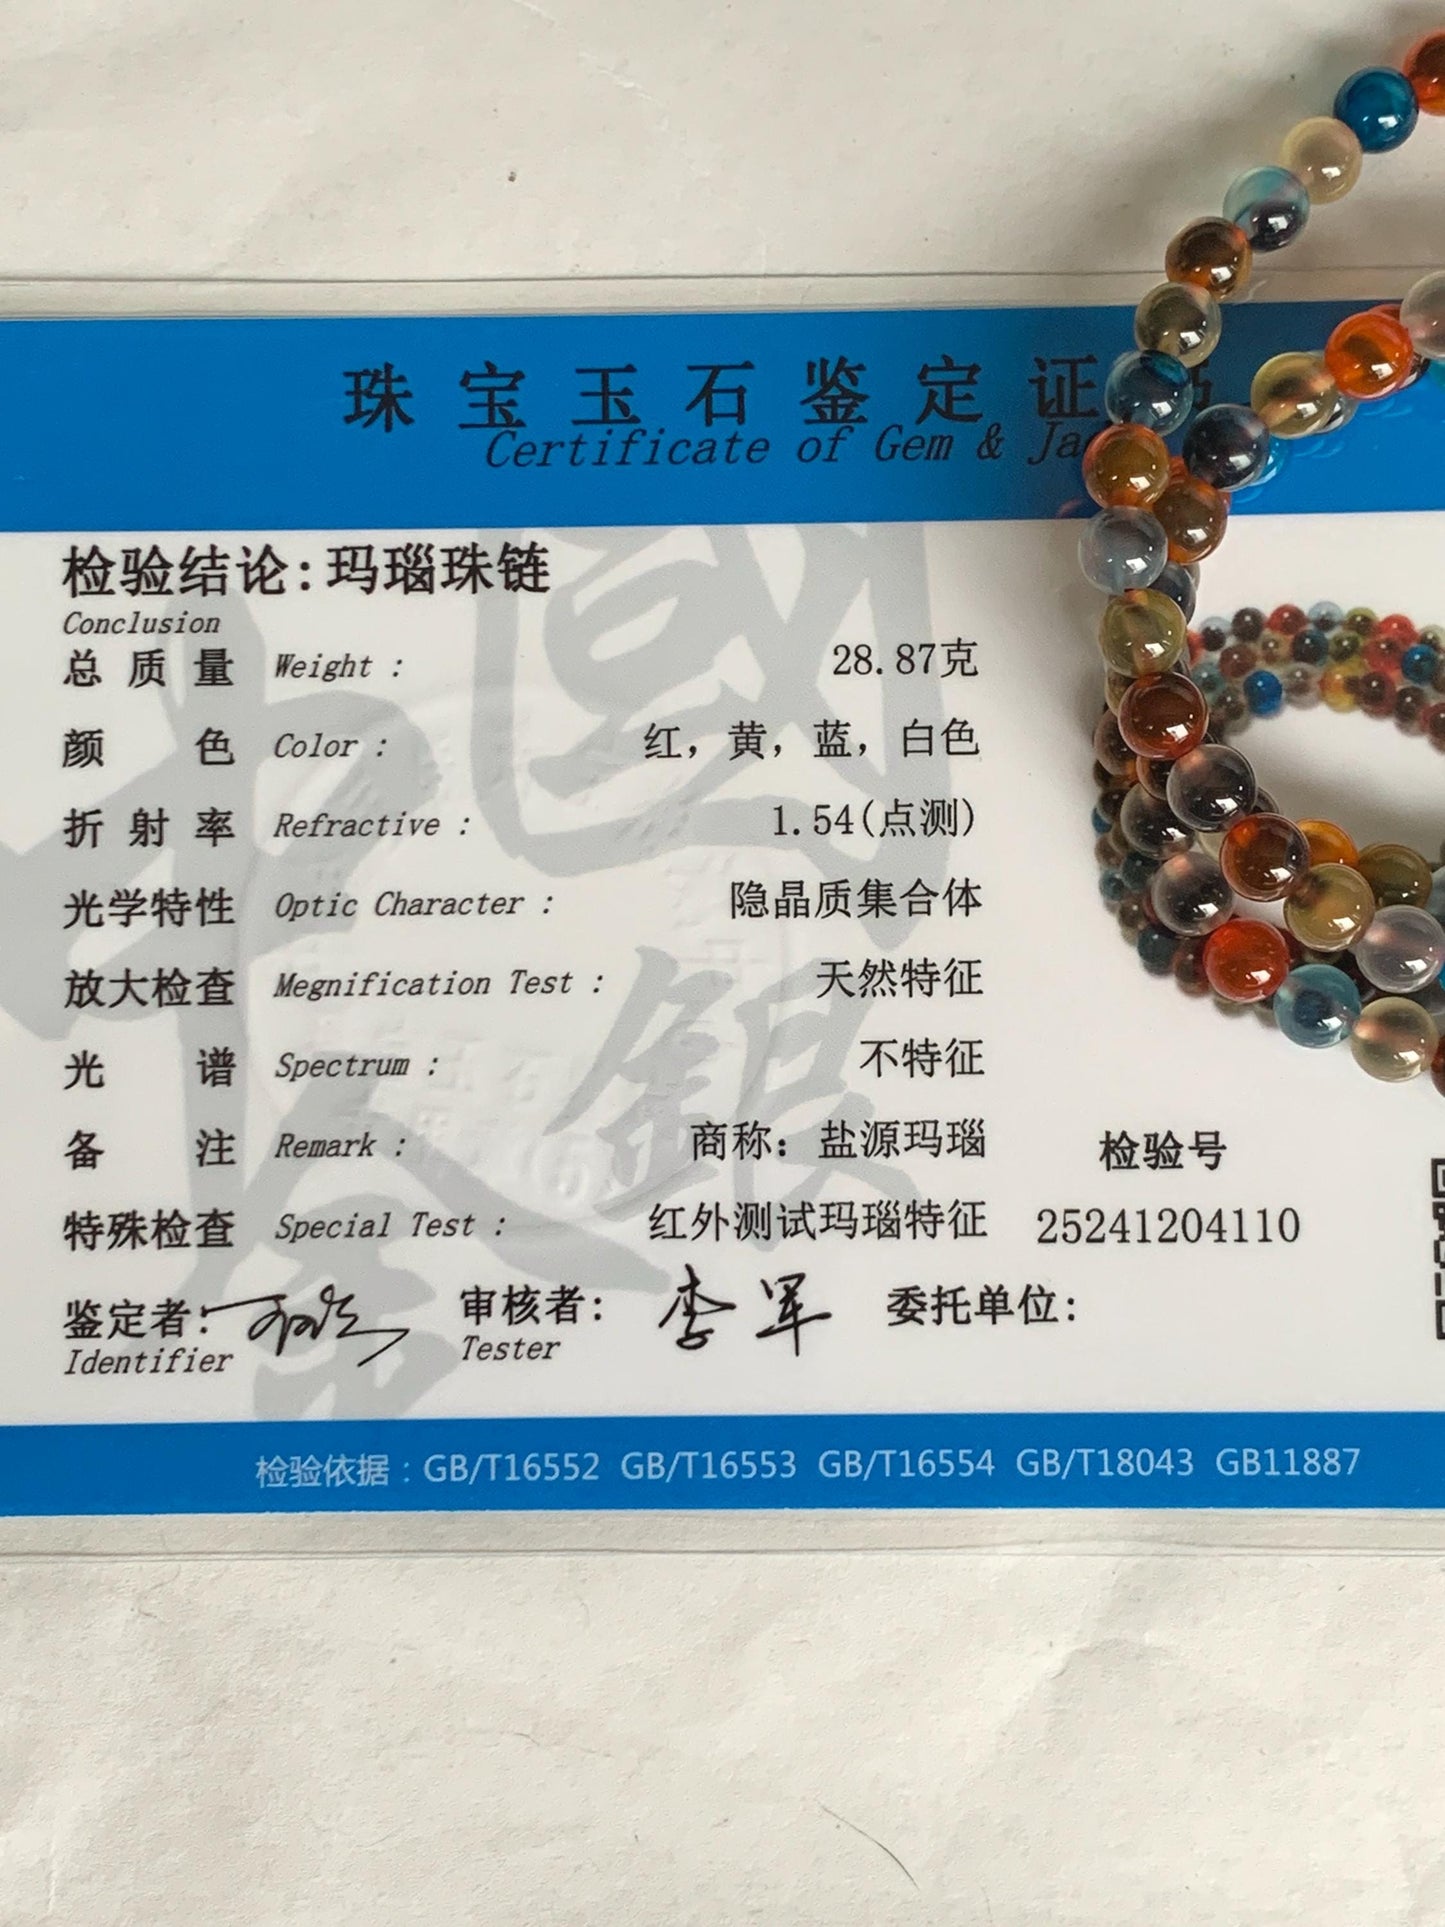 珠宝玉石鉴定证
Certificate of Gem &
检验结论:玛瑙珠链
Conclusion
总质量 Weight : 28.87克
颜色 Color : 红，黄，蓝，白色
折射率 Refractive : 1.54(点测)
光学特性 Optic Character : 隐晶质集合体
放大检查 Megnification Test : 天然特征
光谱 Spectrum : 不特征
备注 Remark : 商称：盐源玛瑙
特殊检查 Special Test : 红外测试玛瑙特征
检验号
25241204110
鉴定者:
Identifier
审核者: 李军
Tester
委托单位:
检验依据：GB/T16552 GB/T16553 GB/T16554 GB/T18043 GB11887
中國
金銀